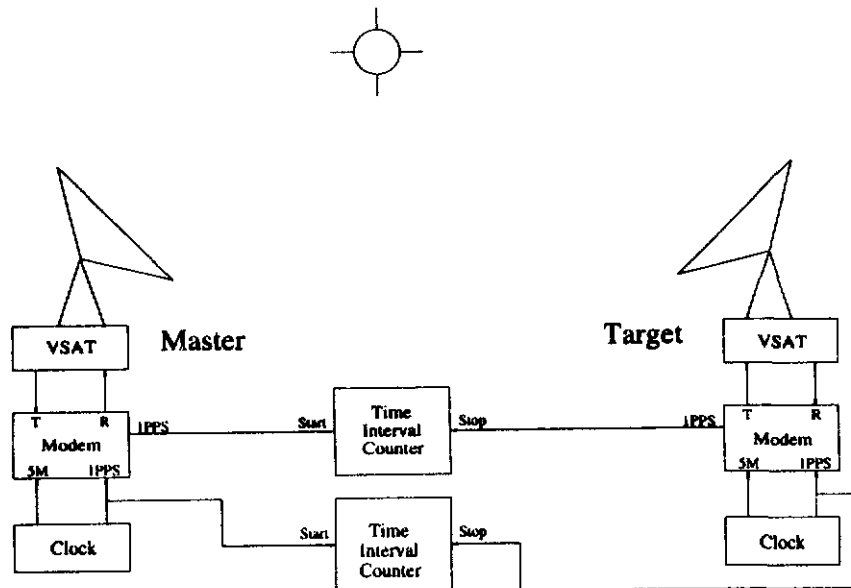 Master
Target
VSAT
VSAT
T R
1PPS
Start
Time
Interval
Counter
Stop
1PPS
T R
Modem
5M 1PPS
Modem
5M 1PPS
Clock
Start
Time
Interval
Counter
Stop
Clock